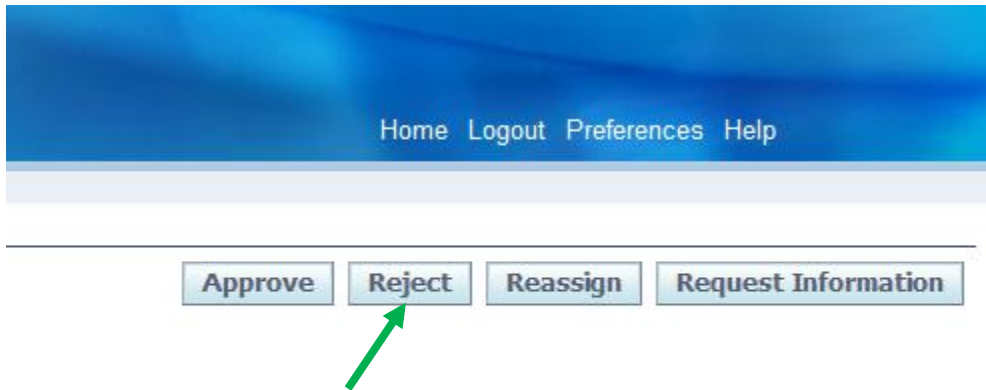 Home Logout Preferences Help
Approve Reject Reassign Request Information